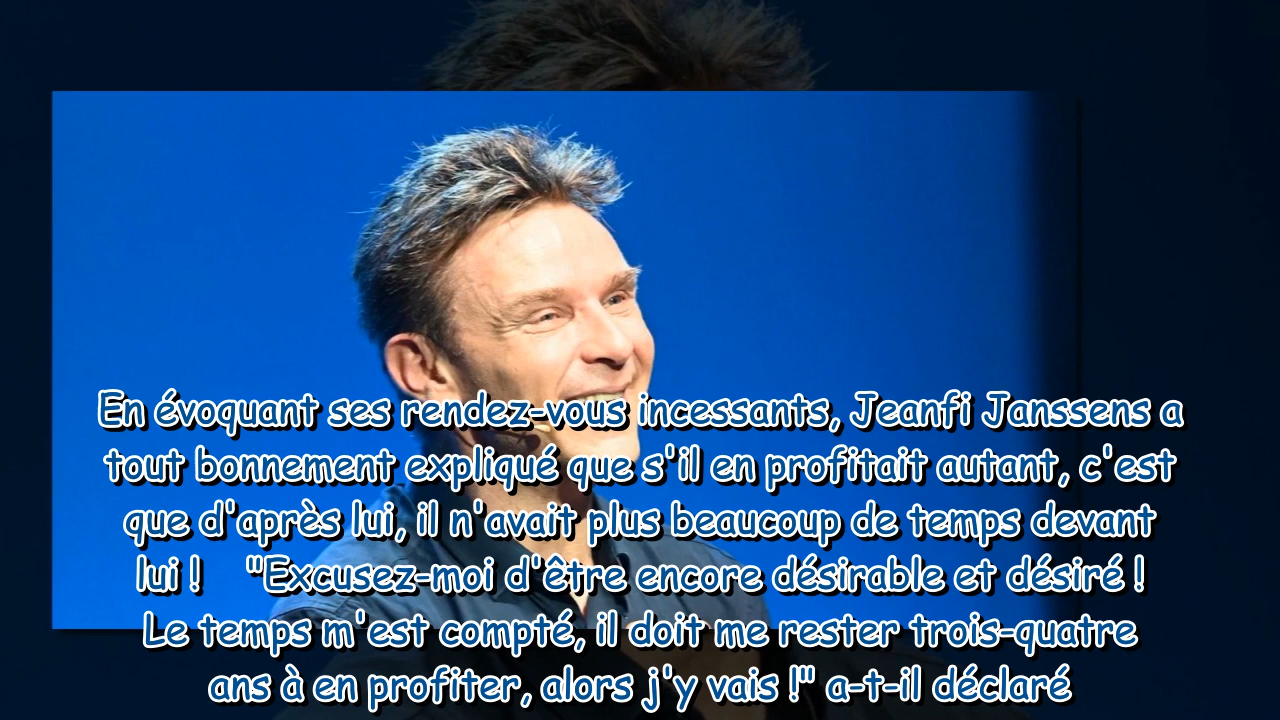 En évoquant ses rendez-vous incessants, Jeanfi Janssens a
tout bonnement expliqué que s'il en profitait autant, c'est
que d'après lui, il n'avait plus beaucoup de temps devant
lui ! "Excusez-moi d'être encore désirable et désiré !
Le temps m'est compté, il doit me rester trois-quatre
ans à en profiter, alors j'y vais !" a-t-il déclaré